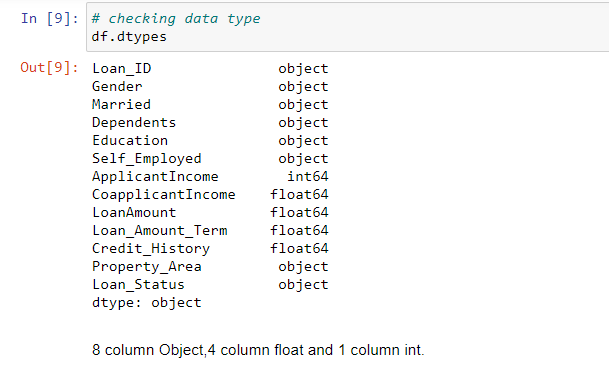 In [9]: # checking data type
df.dtypes
Out[9]: Loan_ID object
Gender object
Married object
Dependents object
Education object
Self_Employed object
ApplicantIncome int64
CoapplicantIncome float64
LoanAmount float64
Loan_Amount_Term float64
Credit_History float64
Property_Area object
Loan_Status object
dtype: object
8 column Object,4 column float and 1 column int.